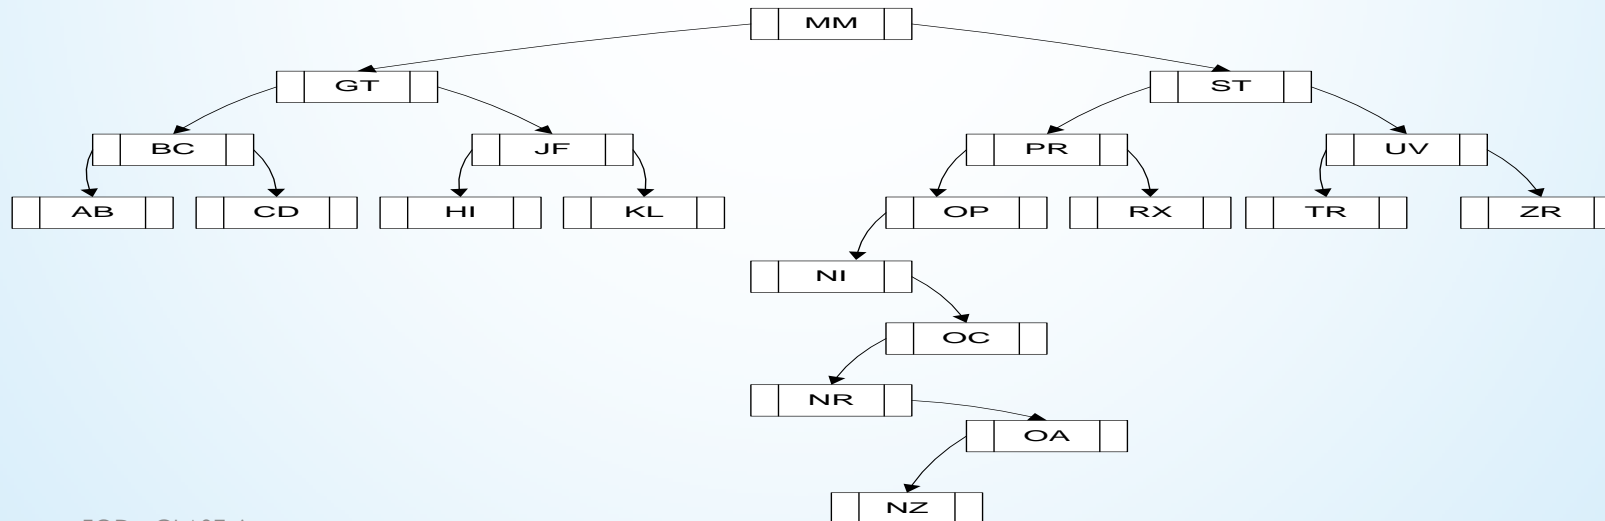 MM
GT ST
BC JF PR UV
AB CD HI KL OP RX TR ZR
NI
OC
NR
OA
NZ